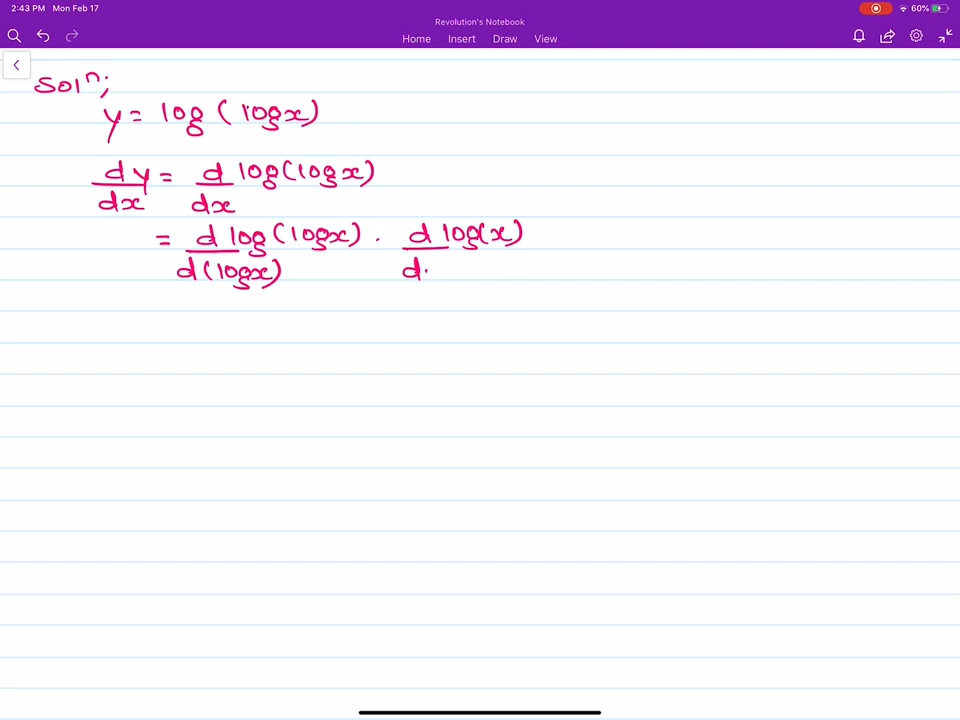 2:43 PM Mon Feb 17
60%
Revolution's Notebook
Home Insert Draw View
Solⁿ;
y = log (logx)
dy/dx = d/dx log(logx)
= d log(logx)/d(logx) . d log(x)/d.